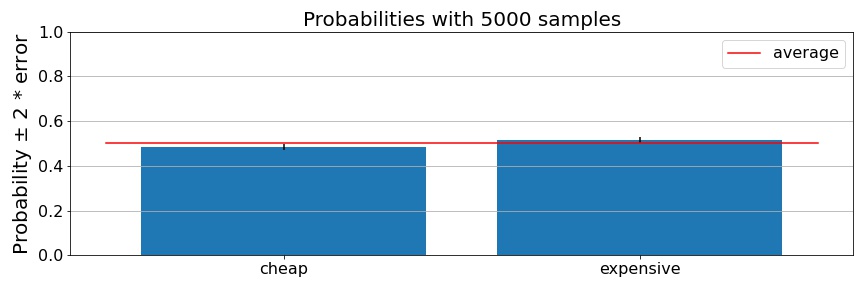 Probabilities with 5000 samples
Probability ± 2 * error
1.0
0.8
0.6
0.4
0.2
0.0
average
cheap
expensive